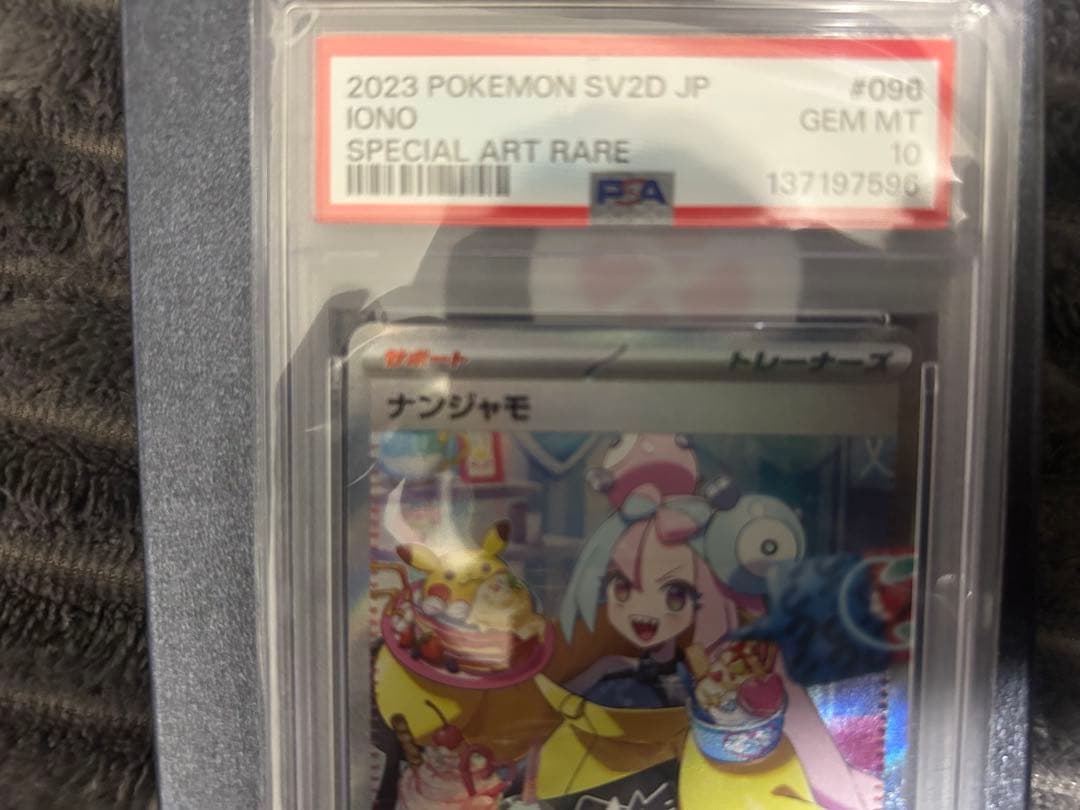 2023 POKEMON SV2D JP #096
IONO GEM MT
SPECIAL ART RARE 10
PSA 137197596
サポート トレーナーズ
ナンジャモ